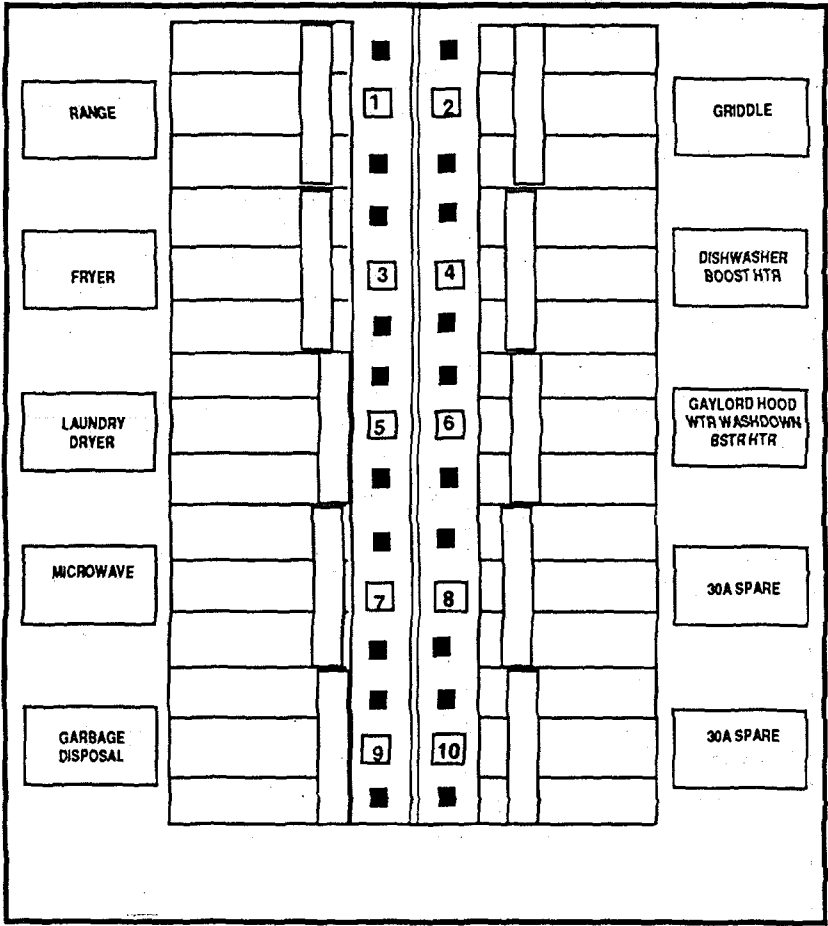 RANGE
1
2
GRIDDLE
FRYER
3
4
DISHWASHER
BOOST HTR
LAUNDRY
DRYER
5
6
GAYLORD HOOD
WTR WASHDOWN
BSTR HTR
MICROWAVE
7
8
30A SPARE
GARBAGE
DISPOSAL
9
10
30A SPARE